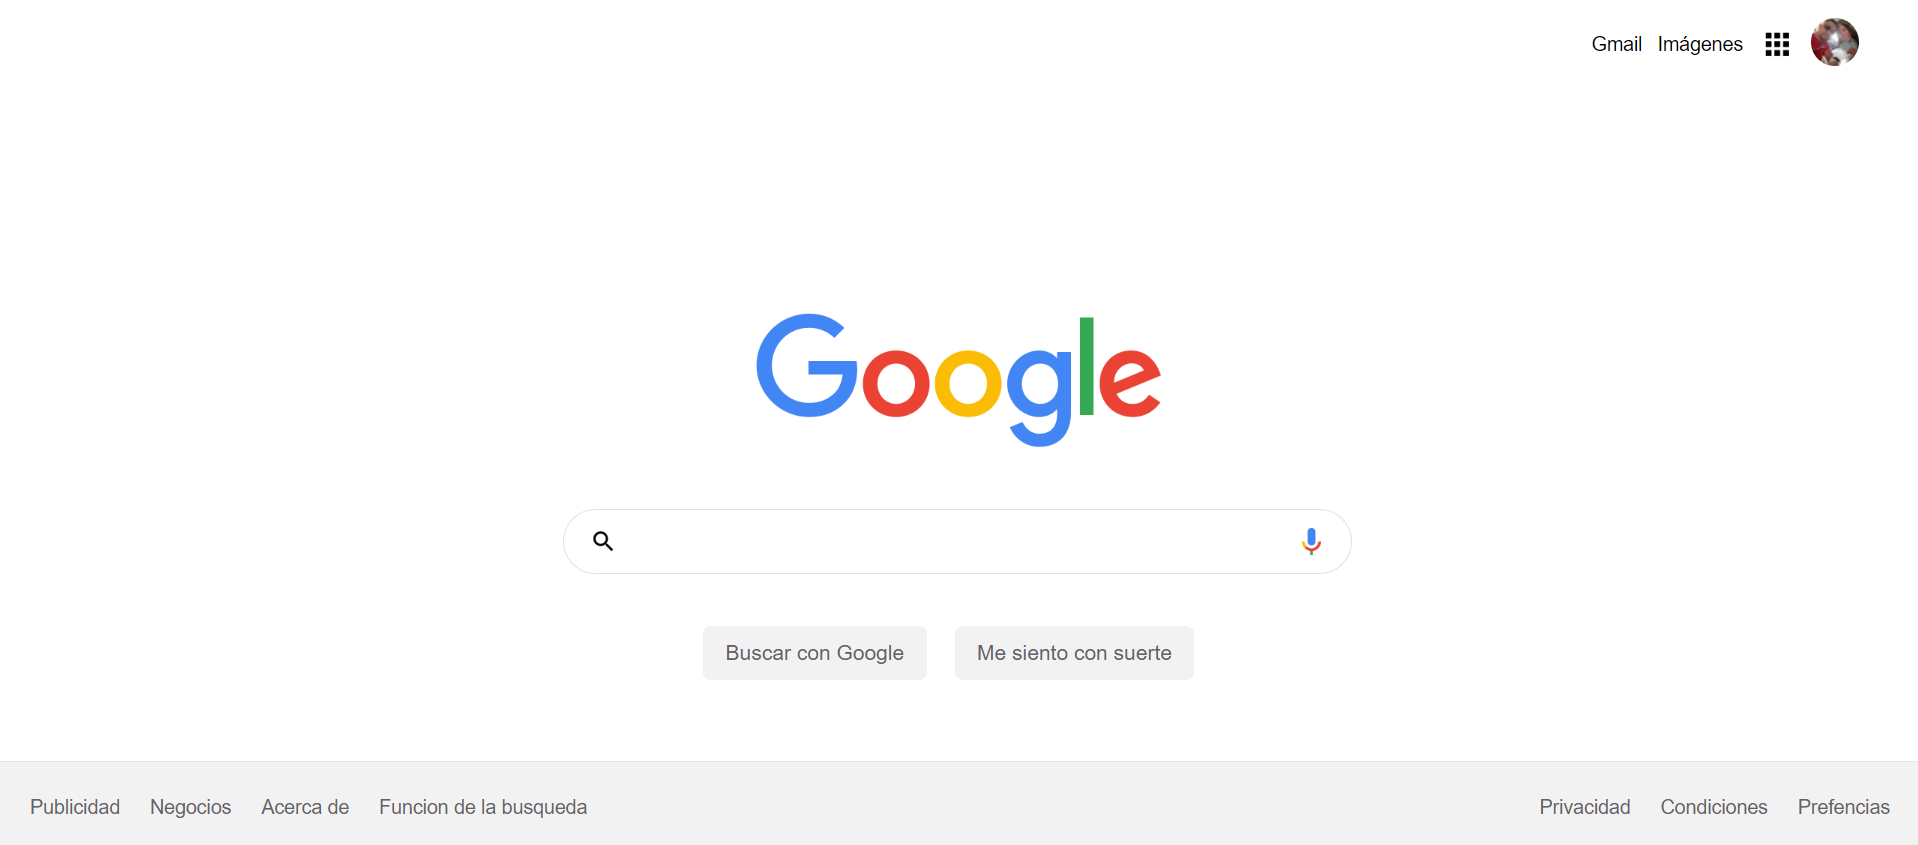 Gmail Imágenes
Google
Buscar con Google Me siento con suerte
Publicidad Negocios Acerca de Funcion de la busqueda Privacidad Condiciones Prefencias